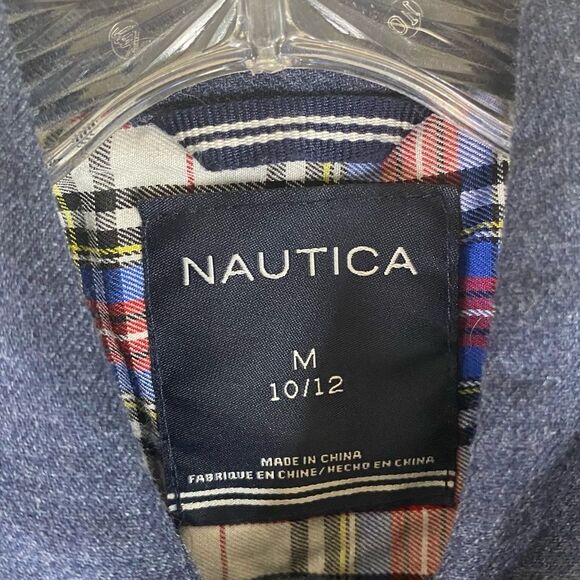 NAUTICA
M
10/12
MADE IN CHINA
FABRIQUE EN CHINE/HECHO EN CHINA